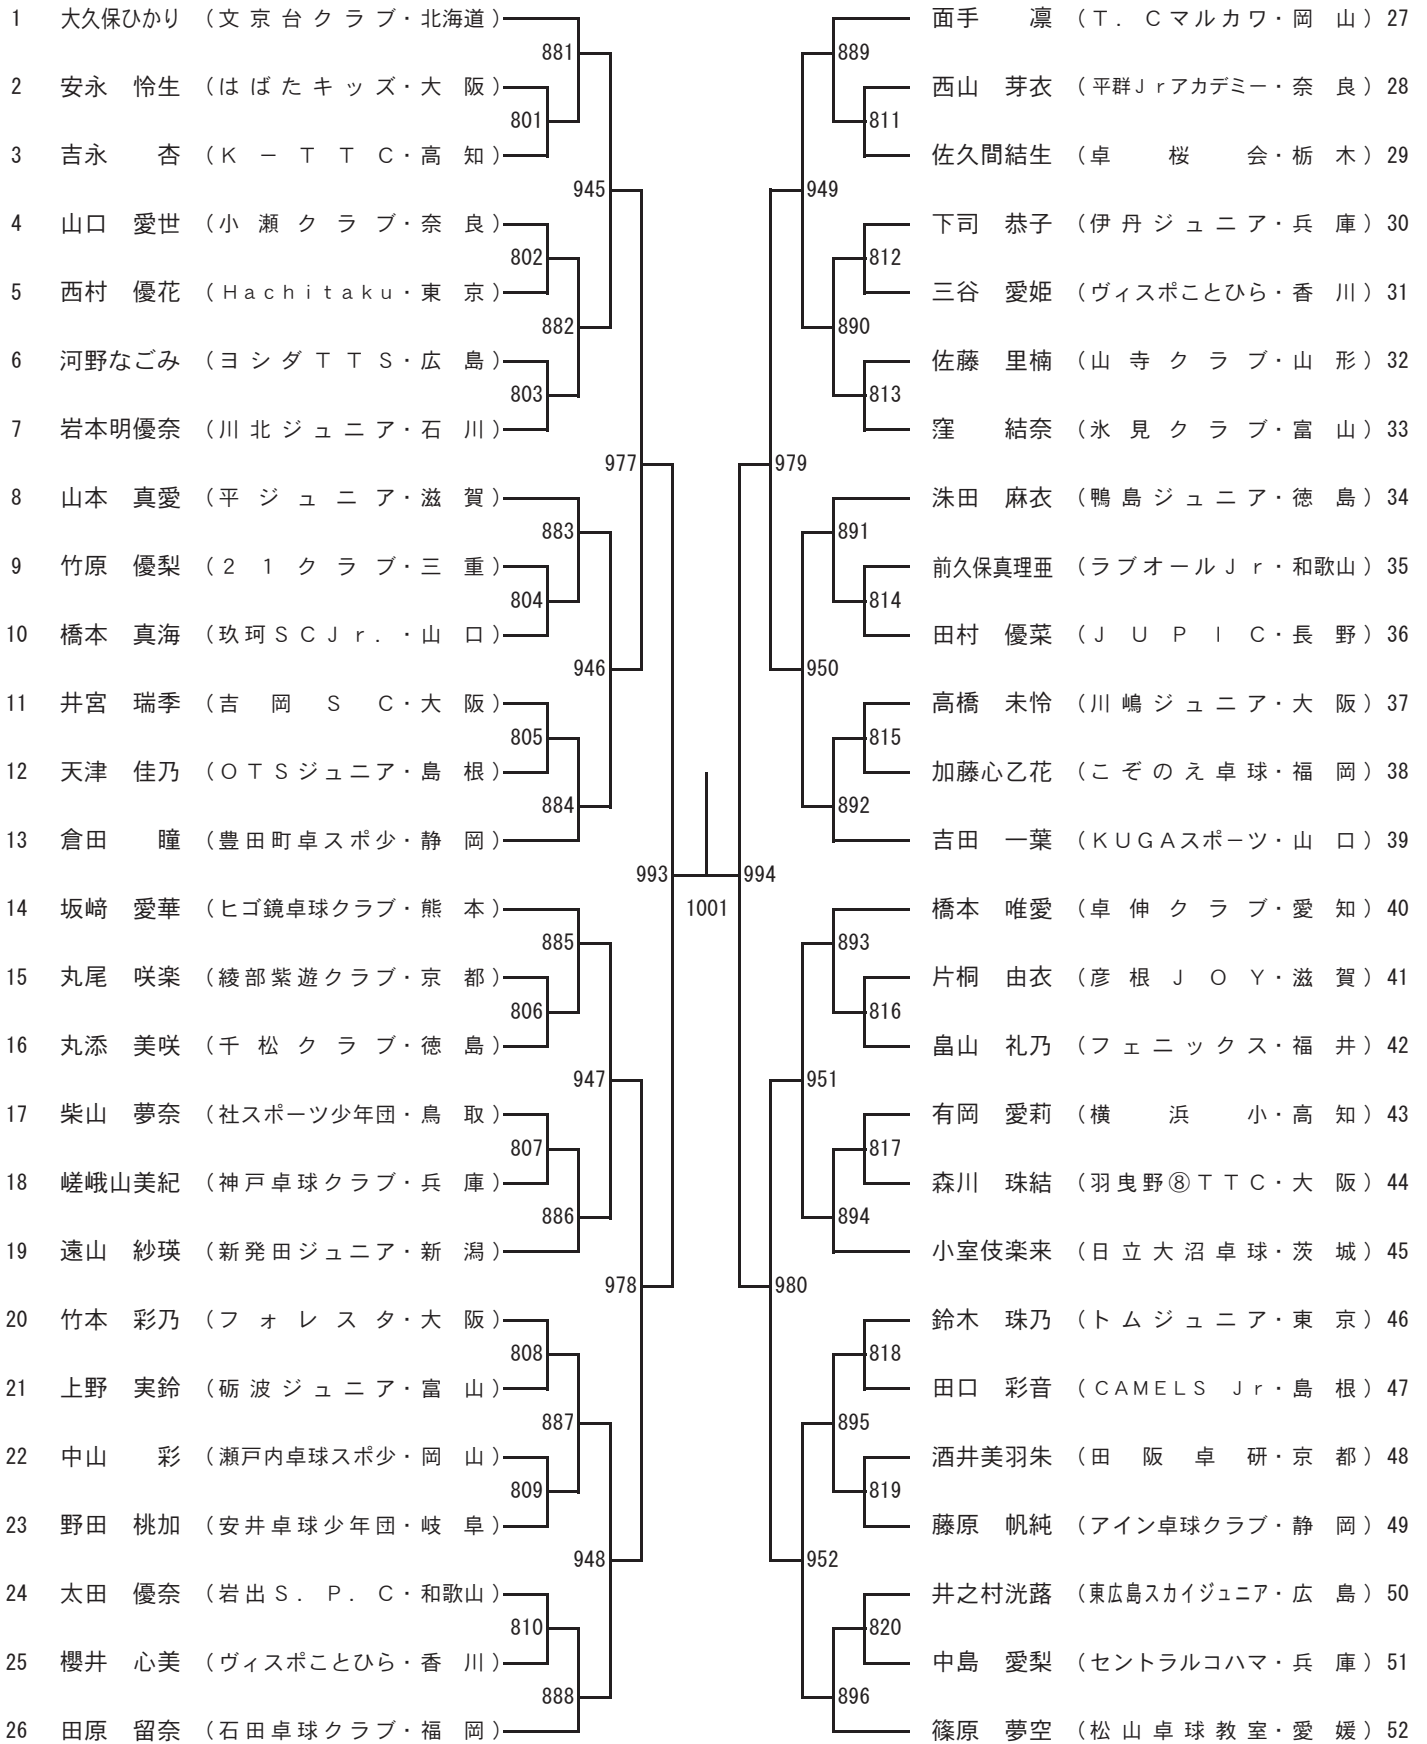 1 大久保ひかり （文京台クラブ・北海道）
881
2 安永 怜生 （はばたキッズ・大 阪）
801
3 吉永 杏 （K－TTC・高 知）
945
4 山口 愛世 （小瀬クラブ・奈 良）
802
5 西村 優花 （Hachitaku・東 京）
882
6 河野なごみ （ヨシダTTS・広 島）
803
7 岩本明優奈 （川北ジュニア・石 川）
977
8 山本 真愛 （平ジュニア・滋 賀）
883
9 竹原 優梨 （21クラブ・三 重）
804
10 橋本 真海 （玖珂SCJr.・山 口）
946
11 井宮 瑞季 （吉岡SC・大 阪）
805
12 天津 佳乃 （OTSジュニア・島 根）
884
13 倉田 瞳 （豊田町卓スポ少・静 岡）
993
14 坂﨑 愛華 （ヒゴ鏡卓球クラブ・熊 本）
885
15 丸尾 咲楽 （綾部紫遊クラブ・京 都）
806
16 丸添 美咲 （千松クラブ・徳 島）
947
17 柴山 夢奈 （社スポーツ少年団・鳥 取）
807
18 嵯峨山美紀 （神戸卓球クラブ・兵 庫）
886
19 遠山 紗瑛 （新発田ジュニア・新 潟）
978
20 竹本 彩乃 （フォレスタ・大 阪）
808
21 上野 実鈴 （砺波ジュニア・富 山）
887
22 中山 彩 （瀬戸内卓球スポ少・岡 山）
809
23 野田 桃加 （安井卓球少年団・岐 阜）
948
24 太田 優奈 （岩出S．P．C・和歌山）
810
25 櫻井 心美 （ヴィスポことひら・香 川）
888
26 田原 留奈 （石田卓球クラブ・福 岡）
1001
面手 凛 （T．Cマルカワ・岡 山） 27
889
西山 芽衣 （平群Jrアカデミー・奈 良） 28
811
佐久間結生 （卓桜会・栃 木） 29
949
下司 恭子 （伊丹ジュニア・兵 庫） 30
812
三谷 愛姫 （ヴィスポことひら・香 川） 31
890
佐藤 里楠 （山寺クラブ・山 形） 32
813
窪 結奈 （氷見クラブ・富 山） 33
979
洙田 麻衣 （鴨島ジュニア・徳 島） 34
891
前久保真理亜 （ラブオールJr・和歌山） 35
814
田村 優菜 （JUPIC・長 野） 36
950
高橋 未怜 （川嶋ジュニア・大 阪） 37
815
加藤心乙花 （こぞのえ卓球・福 岡） 38
892
吉田 一葉 （KUGAスポーツ・山 口） 39
994
橋本 唯愛 （卓伸クラブ・愛 知） 40
893
片桐 由衣 （彦根JOY・滋 賀） 41
816
畠山 礼乃 （フェニックス・福 井） 42
951
有岡 愛莉 （横浜小・高 知） 43
817
森川 珠結 （羽曳野⑧TTC・大 阪） 44
894
小室伎楽来 （日立大沼卓球・茨 城） 45
980
鈴木 珠乃 （トムジュニア・東 京） 46
818
田口 彩音 （CAMELS Jr・島 根） 47
895
酒井美羽朱 （田阪卓研・京 都） 48
819
藤原 帆純 （アイン卓球クラブ・静 岡） 49
952
井之村洸蕗 （東広島スカイジュニア・広 島） 50
820
中島 愛梨 （セントラルコハマ・兵 庫） 51
896
篠原 夢空 （松山卓球教室・愛 媛） 52